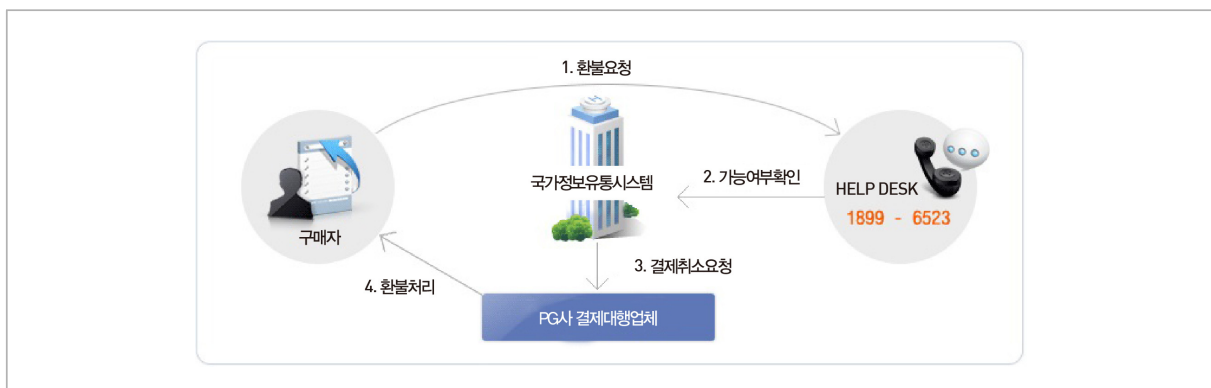 1. 환불요청
국가정보유통시스템
2. 가능여부확인
HELP DESK
1899 - 6523
구매자
3. 결제취소요청
4. 환불처리
PG사 결제대행업체